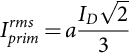 $I_{prim}^{rms} = a \frac{I_D \sqrt{2}}{3}$